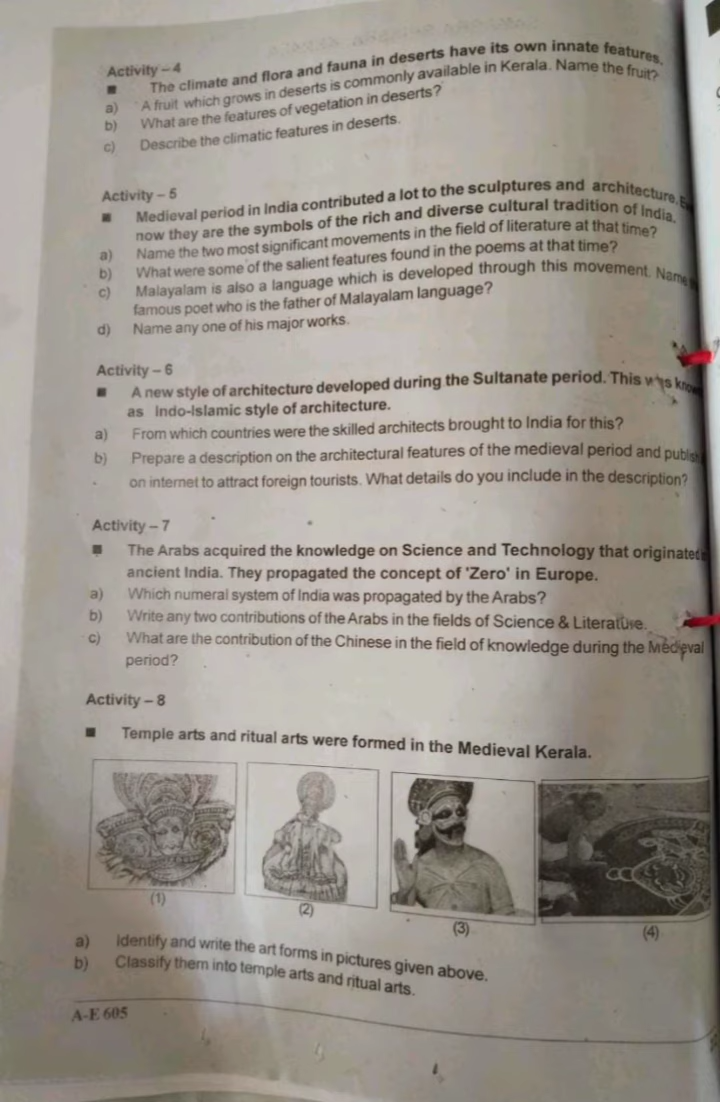 Activity – 4
■ The climate and flora and fauna in deserts have its own innate features.
a) A fruit which grows in deserts is commonly available in Kerala. Name the fruit?
b) What are the features of vegetation in deserts?
c) Describe the climatic features in deserts.
Activity – 5
■ Medieval period in India contributed a lot to the sculptures and architecture.
now they are the symbols of the rich and diverse cultural tradition of India.
a) Name the two most significant movements in the field of literature at that time?
b) What were some of the salient features found in the poems at that time?
c) Malayalam is also a language which is developed through this movement. Name
famous poet who is the father of Malayalam language?
d) Name any one of his major works.
Activity – 6
■ A new style of architecture developed during the Sultanate period. This was
as Indo-Islamic style of architecture.
a) From which countries were the skilled architects brought to India for this?
b) Prepare a description on the architectural features of the medieval period and
on internet to attract foreign tourists. What details do you include in the description?
Activity – 7
■ The Arabs acquired the knowledge on Science and Technology that originated
ancient India. They propagated the concept of 'Zero' in Europe.
a) Which numeral system of India was propagated by the Arabs?
b) Write any two contributions of the Arabs in the fields of Science & Literature.
c) What are the contribution of the Chinese in the field of knowledge during the Medieval
period?
Activity – 8
■ Temple arts and ritual arts were formed in the Medieval Kerala.
(1) (2) (3) (4)
a) Identify and write the art forms in pictures given above.
b) Classify them into temple arts and ritual arts.
A-E 605